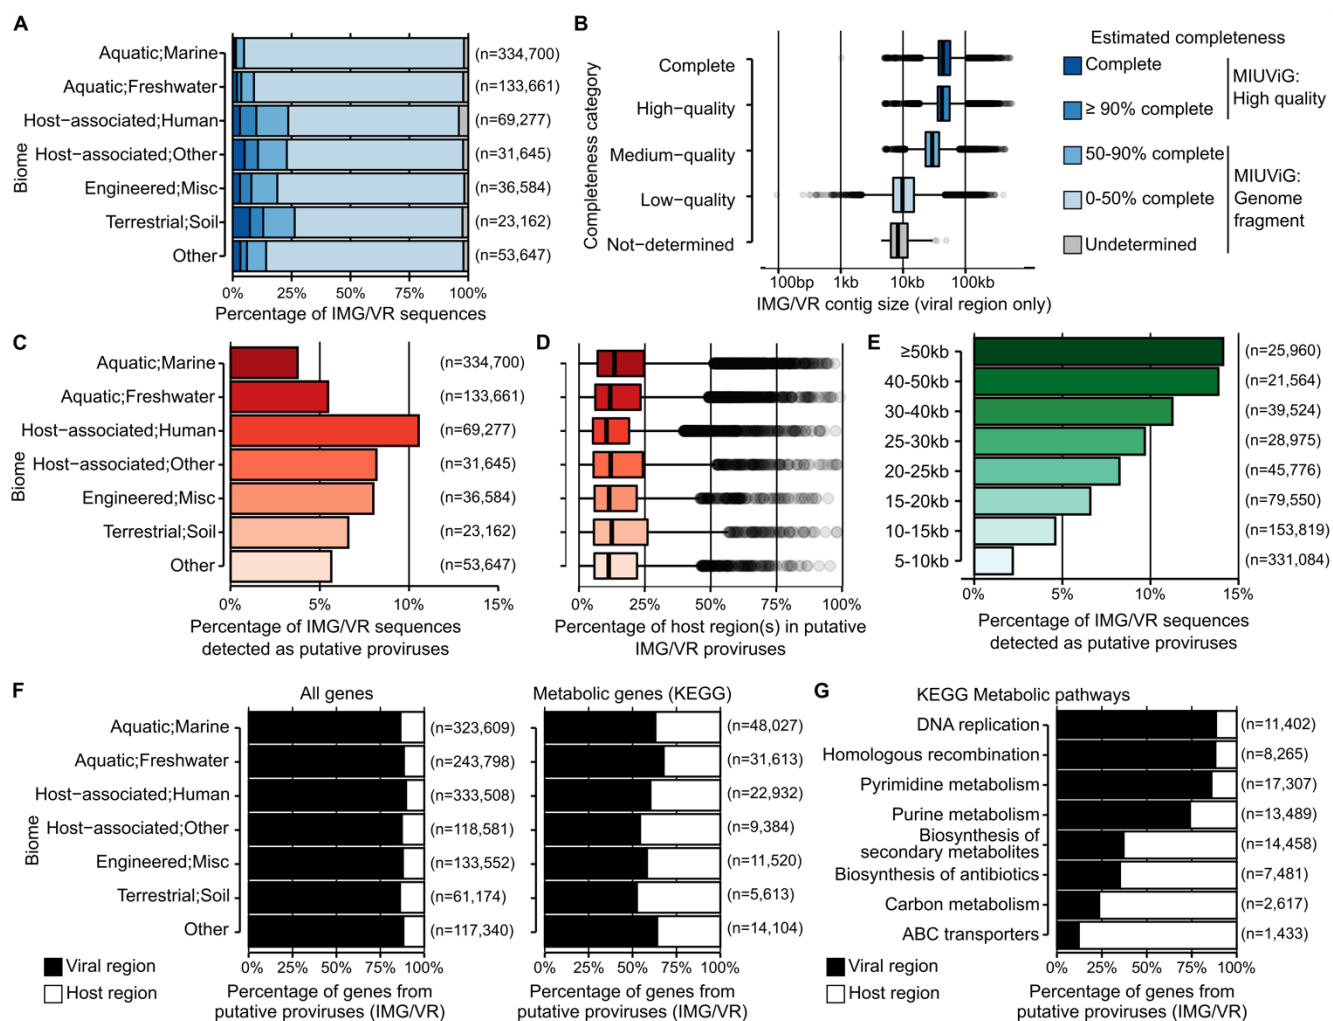 A
Aquatic;Marine
Aquatic;Freshwater
Host−associated;Human
Host−associated;Other
Engineered;Misc
Terrestrial;Soil
Other
Biome
(n=334,700)
(n=133,661)
(n=69,277)
(n=31,645)
(n=36,584)
(n=23,162)
(n=53,647)
0% 25% 50% 75% 100%
Percentage of IMG/VR sequences
B
Completeness category
Complete
High−quality
Medium−quality
Low−quality
Not−determined
100bp 1kb 10kb 100kb
IMG/VR contig size (viral region only)
Estimated completeness
Complete
≥ 90% complete
50-90% complete
0-50% complete
Undetermined
MIUViG:
High quality
MIUViG:
Genome
fragment
C
Biome
Aquatic;Marine
Aquatic;Freshwater
Host−associated;Human
Host−associated;Other
Engineered;Misc
Terrestrial;Soil
Other
(n=334,700)
(n=133,661)
(n=69,277)
(n=31,645)
(n=36,584)
(n=23,162)
(n=53,647)
0% 5% 10% 15%
Percentage of IMG/VR sequences
detected as putative proviruses
D
0% 25% 50% 75% 100%
Percentage of host region(s) in putative
IMG/VR proviruses
E
≥50kb
40-50kb
30-40kb
25-30kb
20-25kb
15-20kb
10-15kb
5-10kb
(n=25,960)
(n=21,564)
(n=39,524)
(n=28,975)
(n=45,776)
(n=79,550)
(n=153,819)
(n=331,084)
0% 5% 10% 15%
Percentage of IMG/VR sequences
detected as putative proviruses
F
All genes
Biome
Aquatic;Marine
Aquatic;Freshwater
Host−associated;Human
Host−associated;Other
Engineered;Misc
Terrestrial;Soil
Other
(n=323,609)
(n=243,798)
(n=333,508)
(n=118,581)
(n=133,552)
(n=61,174)
(n=117,340)
0% 25% 50% 75% 100%
Percentage of genes from
putative proviruses (IMG/VR)
Viral region
Host region
Metabolic genes (KEGG)
(n=48,027)
(n=31,613)
(n=22,932)
(n=9,384)
(n=11,520)
(n=5,613)
(n=14,104)
0% 25% 50% 75% 100%
Percentage of genes from
putative proviruses (IMG/VR)
G
KEGG Metabolic pathways
DNA replication
Homologous recombination
Pyrimidine metabolism
Purine metabolism
Biosynthesis of
secondary metabolites
Biosynthesis of antibiotics
Carbon metabolism
ABC transporters
(n=11,402)
(n=8,265)
(n=17,307)
(n=13,489)
(n=14,458)
(n=7,481)
(n=2,617)
(n=1,433)
0% 25% 50% 75% 100%
Viral region
Host region
Percentage of genes from
putative proviruses (IMG/VR)